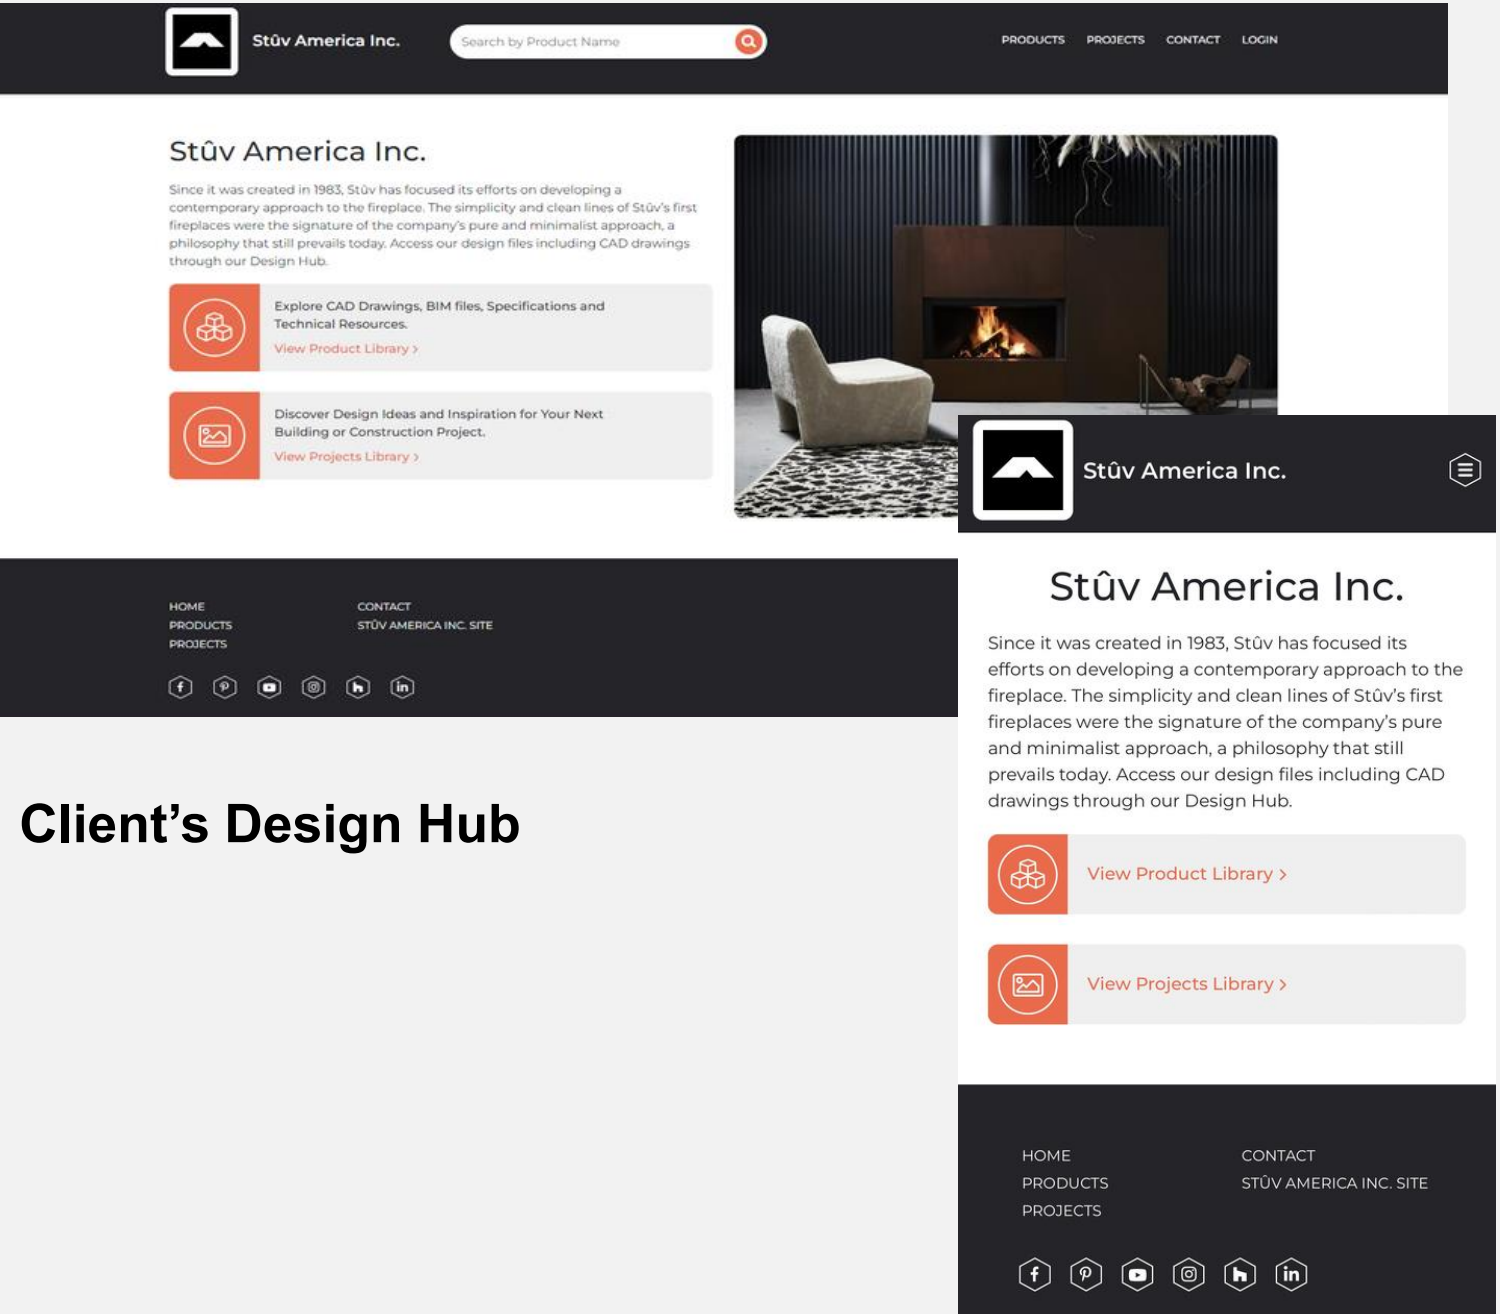 Stûv America Inc.
Search by Product Name
PRODUCTS PROJECTS CONTACT LOGIN
Stûv America Inc.
Since it was created in 1983, Stûv has focused its efforts on developing a
contemporary approach to the fireplace. The simplicity and clean lines of Stûv's first
fireplaces were the signature of the company's pure and minimalist approach, a
philosophy that still prevails today. Access our design files including CAD drawings
through our Design Hub.
Explore CAD Drawings, BIM files, Specifications and
Technical Resources.
View Product Library >
Discover Design Ideas and Inspiration for Your Next
Building or Construction Project.
View Projects Library >
HOME
PRODUCTS
PROJECTS
CONTACT
STÛV AMERICA INC. SITE
Client's Design Hub
Stûv America Inc.
Stûv America Inc.
Since it was created in 1983, Stûv has focused its
efforts on developing a contemporary approach to the
fireplace. The simplicity and clean lines of Stûv's first
fireplaces were the signature of the company's pure
and minimalist approach, a philosophy that still
prevails today. Access our design files including CAD
drawings through our Design Hub.
View Product Library >
View Projects Library >
HOME
PRODUCTS
PROJECTS
CONTACT
STÛV AMERICA INC. SITE